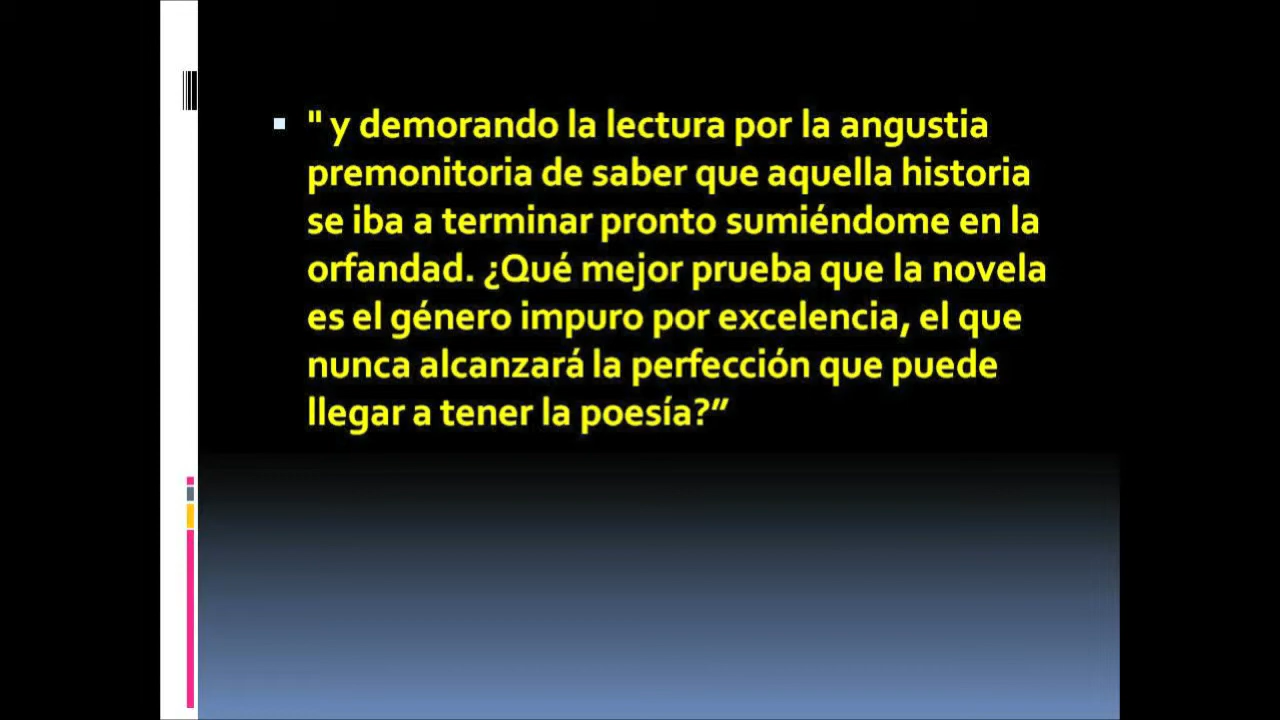 " y demorando la lectura por la angustia
premonitoria de saber que aquella historia
se iba a terminar pronto sumiéndome en la
orfandad. ¿Qué mejor prueba que la novela
es el género impuro por excelencia, el que
nunca alcanzará la perfección que puede
llegar a tener la poesía?”